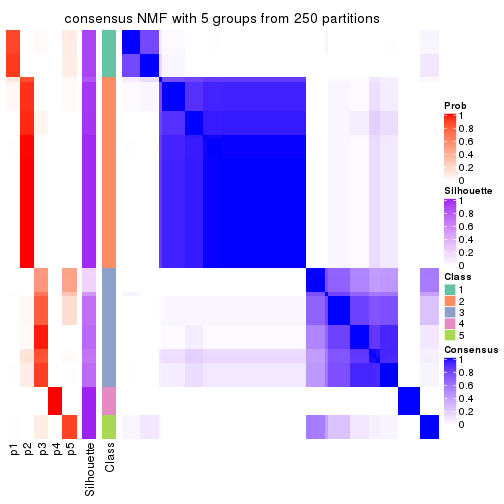 consensus NMF with 5 groups from 250 partitions
Prob
1
0.8
0.6
0.4
0.2
0
Silhouette
1
0.8
0.6
0.4
0.2
0
Class
1
2
3
4
5
Consensus
1
0.8
0.6
0.4
0.2
0
p1
p2
p3
p4
p5
Silhouette
Class